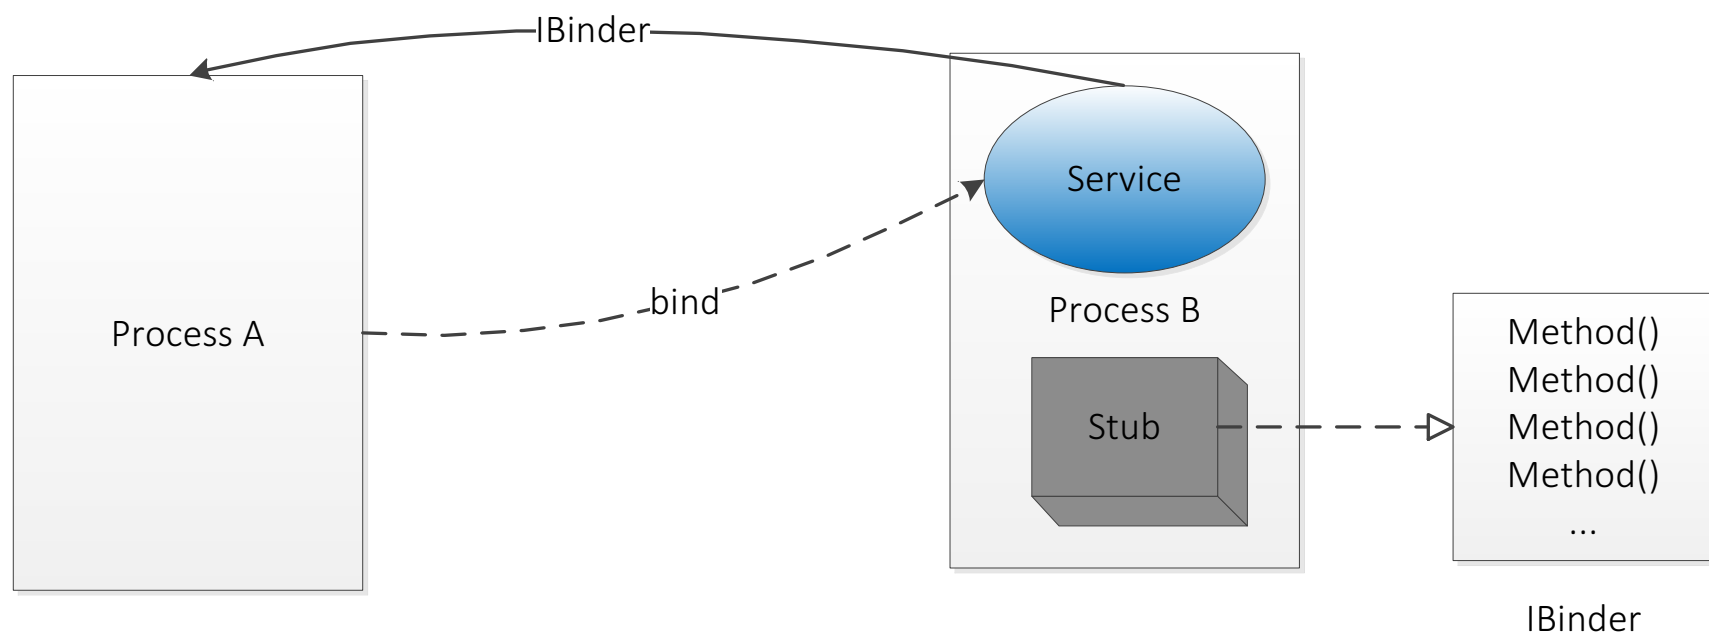 IBinder
Service
bind
Process B
Process A
Stub
Method()
Method()
Method()
Method()
...
IBinder